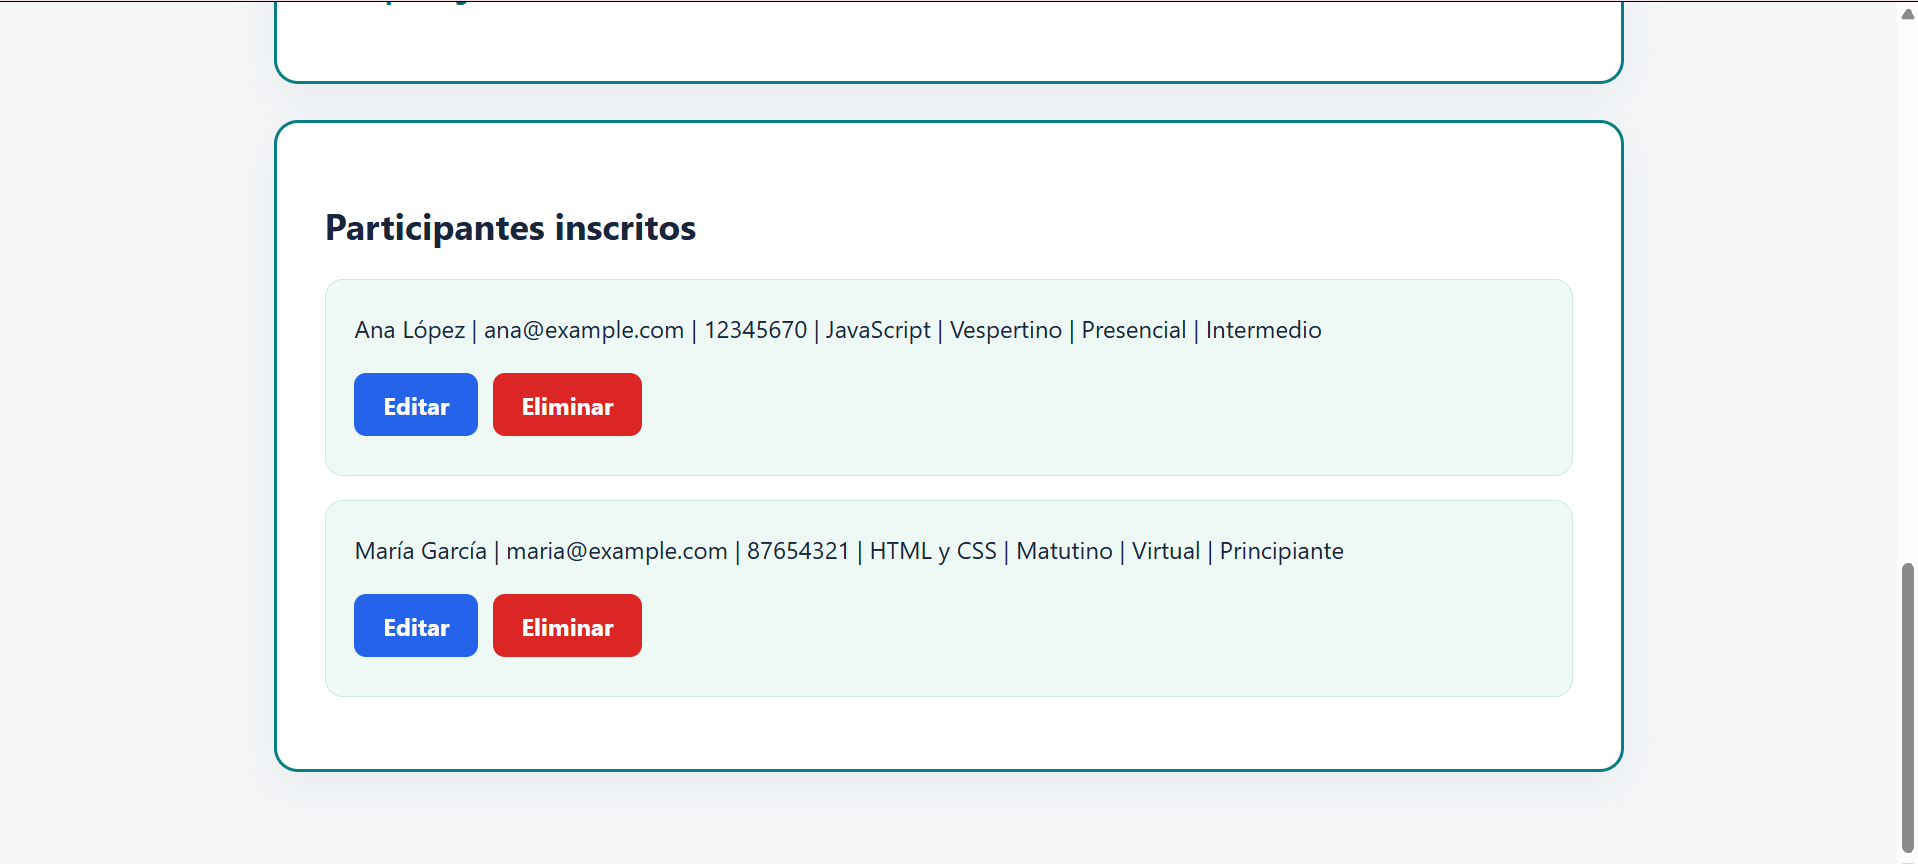 Participantes inscritos
Ana López | ana@example.com | 12345670 | JavaScript | Vespertino | Presencial | Intermedio
Editar Eliminar
María García | maria@example.com | 87654321 | HTML y CSS | Matutino | Virtual | Principiante
Editar Eliminar